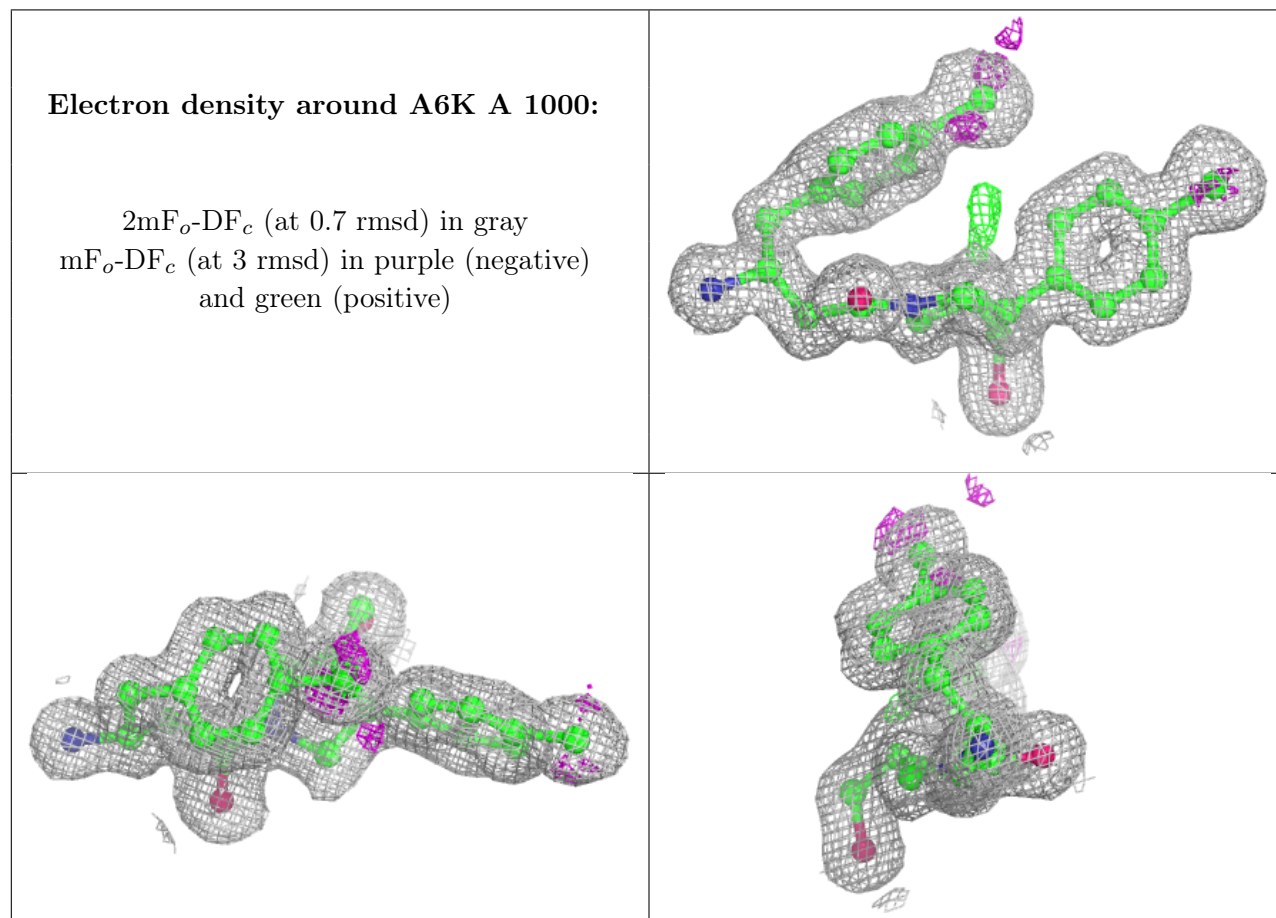 Electron density around A6K A 1000:
2mFo-DFc (at 0.7 rmsd) in gray
mFo-DFc (at 3 rmsd) in purple (negative)
and green (positive)